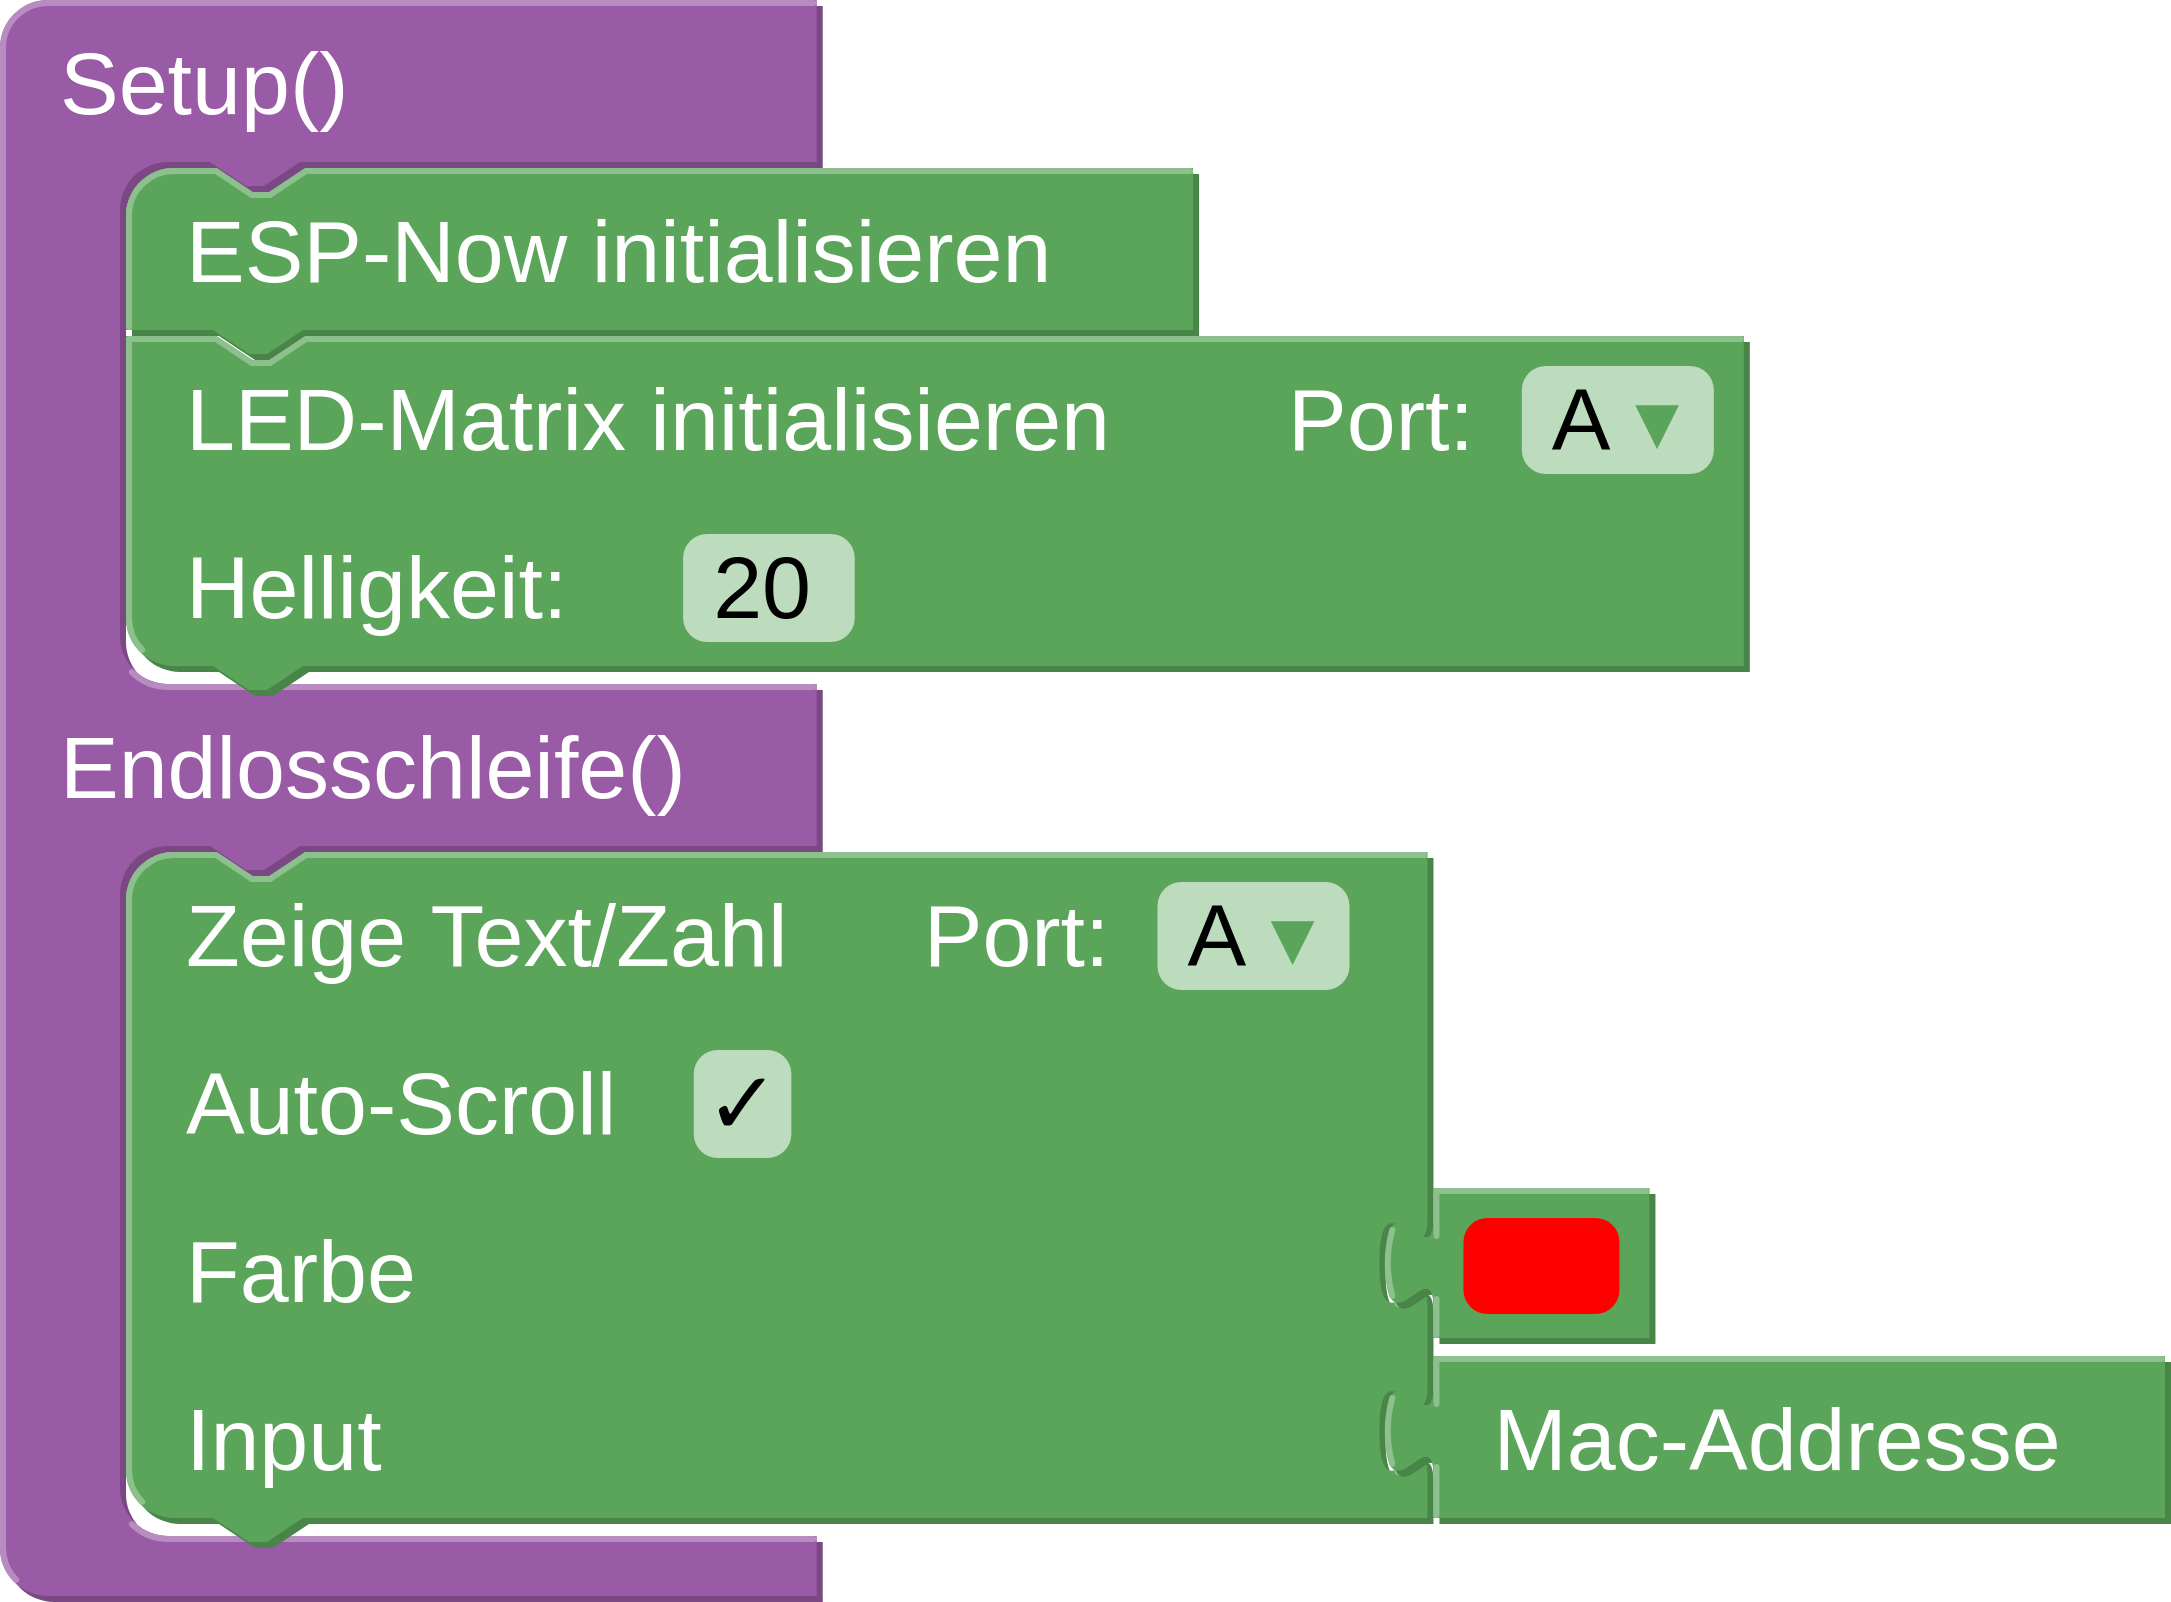 Setup()
ESP-Now initialisieren
LED-Matrix initialisieren Port: A ▾
Helligkeit: 20
Endlosschleife()
Zeige Text/Zahl Port: A ▾
Auto-Scroll ✓
Farbe
Input Mac-Addresse